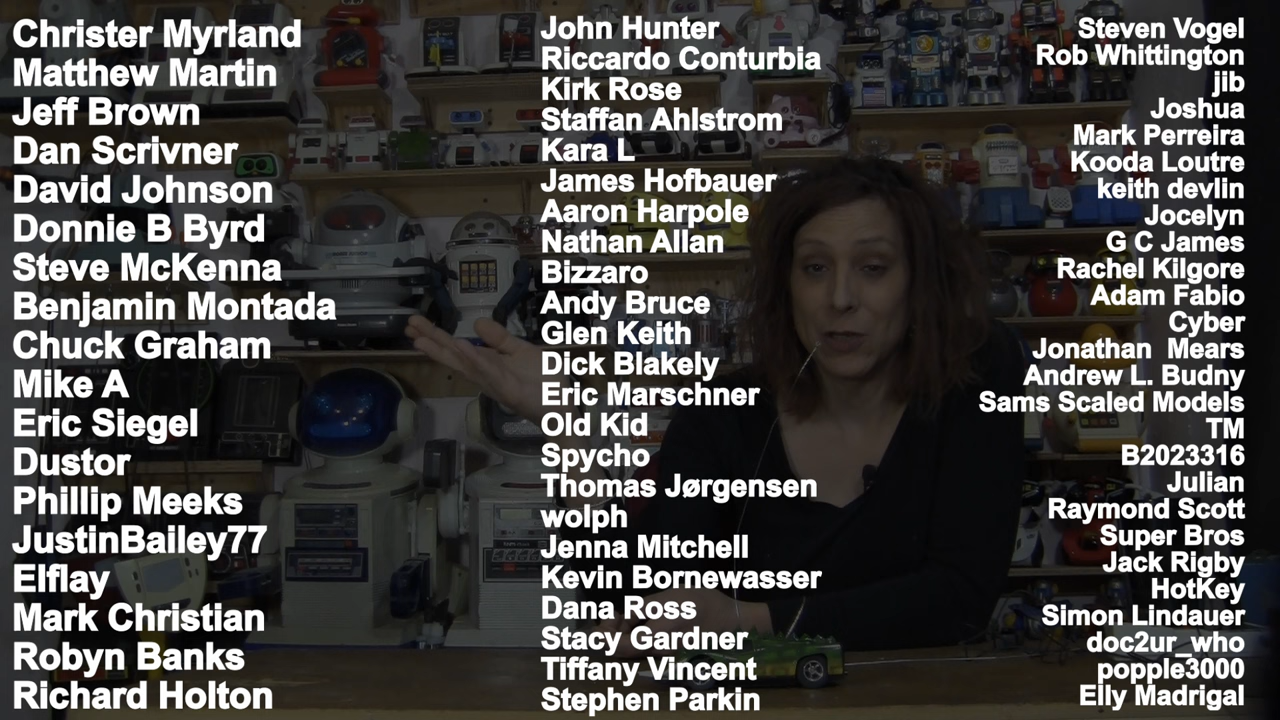 Christer Myrland
Matthew Martin
Jeff Brown
Dan Scrivner
David Johnson
Donnie B Byrd
Steve McKenna
Benjamin Montada
Chuck Graham
Mike A
Eric Siegel
Dustor
Phillip Meeks
JustinBailey77
Elflay
Mark Christian
Robyn Banks
Richard Holton
John Hunter
Riccardo Conturbia
Kirk Rose
Staffan Ahlstrom
Kara L
James Hofbauer
Aaron Harpole
Nathan Allan
Bizzaro
Andy Bruce
Glen Keith
Dick Blakely
Eric Marschner
Old Kid
Spycho
Thomas Jørgensen
wolph
Jenna Mitchell
Kevin Bornewasser
Dana Ross
Stacy Gardner
Tiffany Vincent
Stephen Parkin
Steven Vogel
Rob Whittington
jib
Joshua
Mark Perreira
Kooda Loutre
keith devlin
Jocelyn
G C James
Rachel Kilgore
Adam Fabio
Cyber
Jonathan  Mears
Andrew L. Budny
Sams Scaled Models
TM
B2023316
Julian
Raymond Scott
Super Bros
Jack Rigby
HotKey
Simon Lindauer
doc2ur_who
popple3000
Elly Madrigal